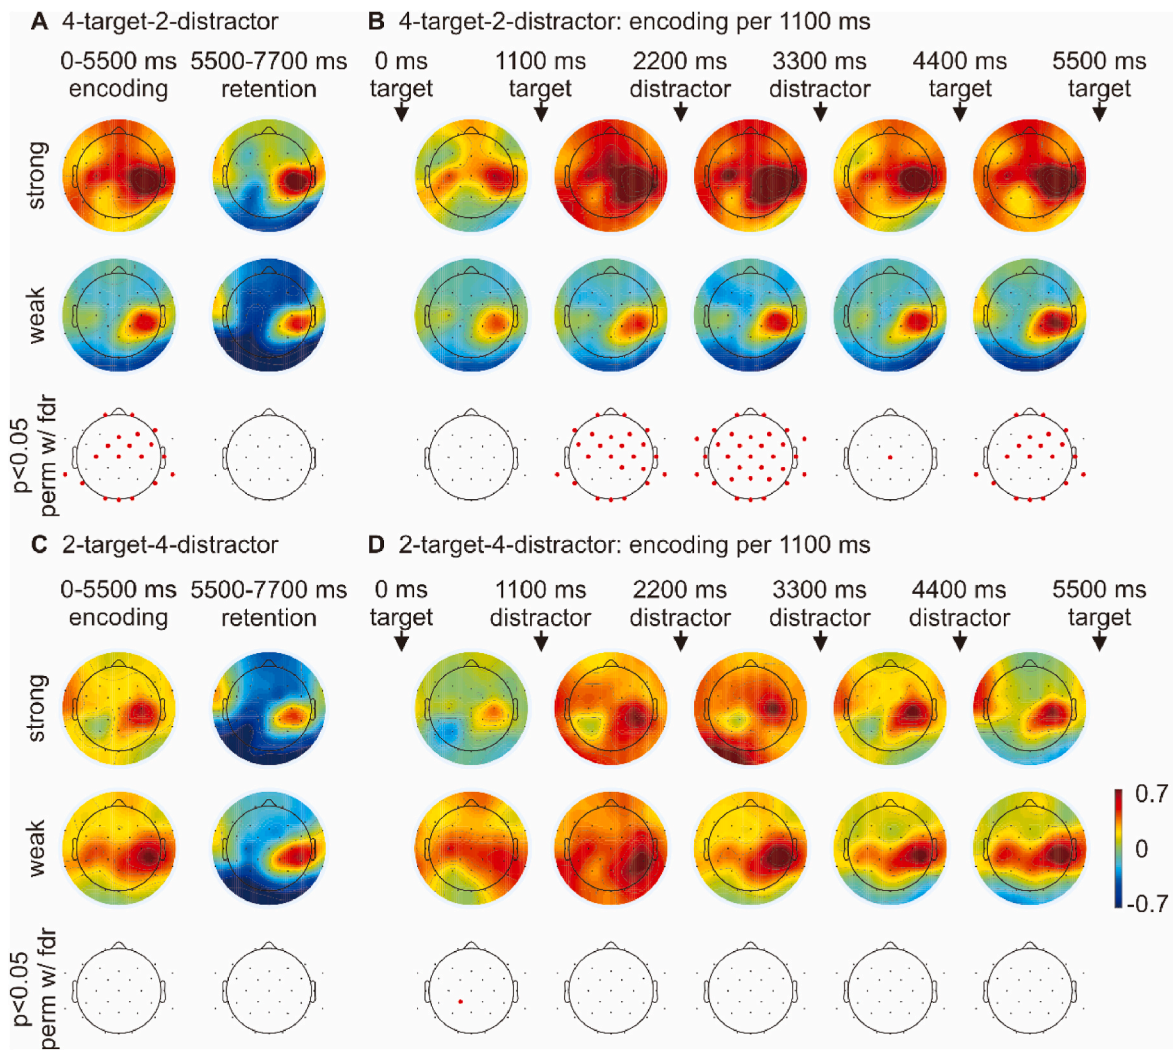 A 4-target-2-distractor
B 4-target-2-distractor: encoding per 1100 ms
0-5500 ms 5500-7700 ms 0 ms 1100 ms 2200 ms 3300 ms 4400 ms 5500 ms
encoding retention target target distractor distractor target target
strong
weak
p<0.05
perm w/ fdr
C 2-target-4-distractor
D 2-target-4-distractor: encoding per 1100 ms
0-5500 ms 5500-7700 ms 0 ms 1100 ms 2200 ms 3300 ms 4400 ms 5500 ms
encoding retention target distractor distractor distractor distractor target
strong
weak
0.7
0
-0.7
p<0.05
perm w/ fdr